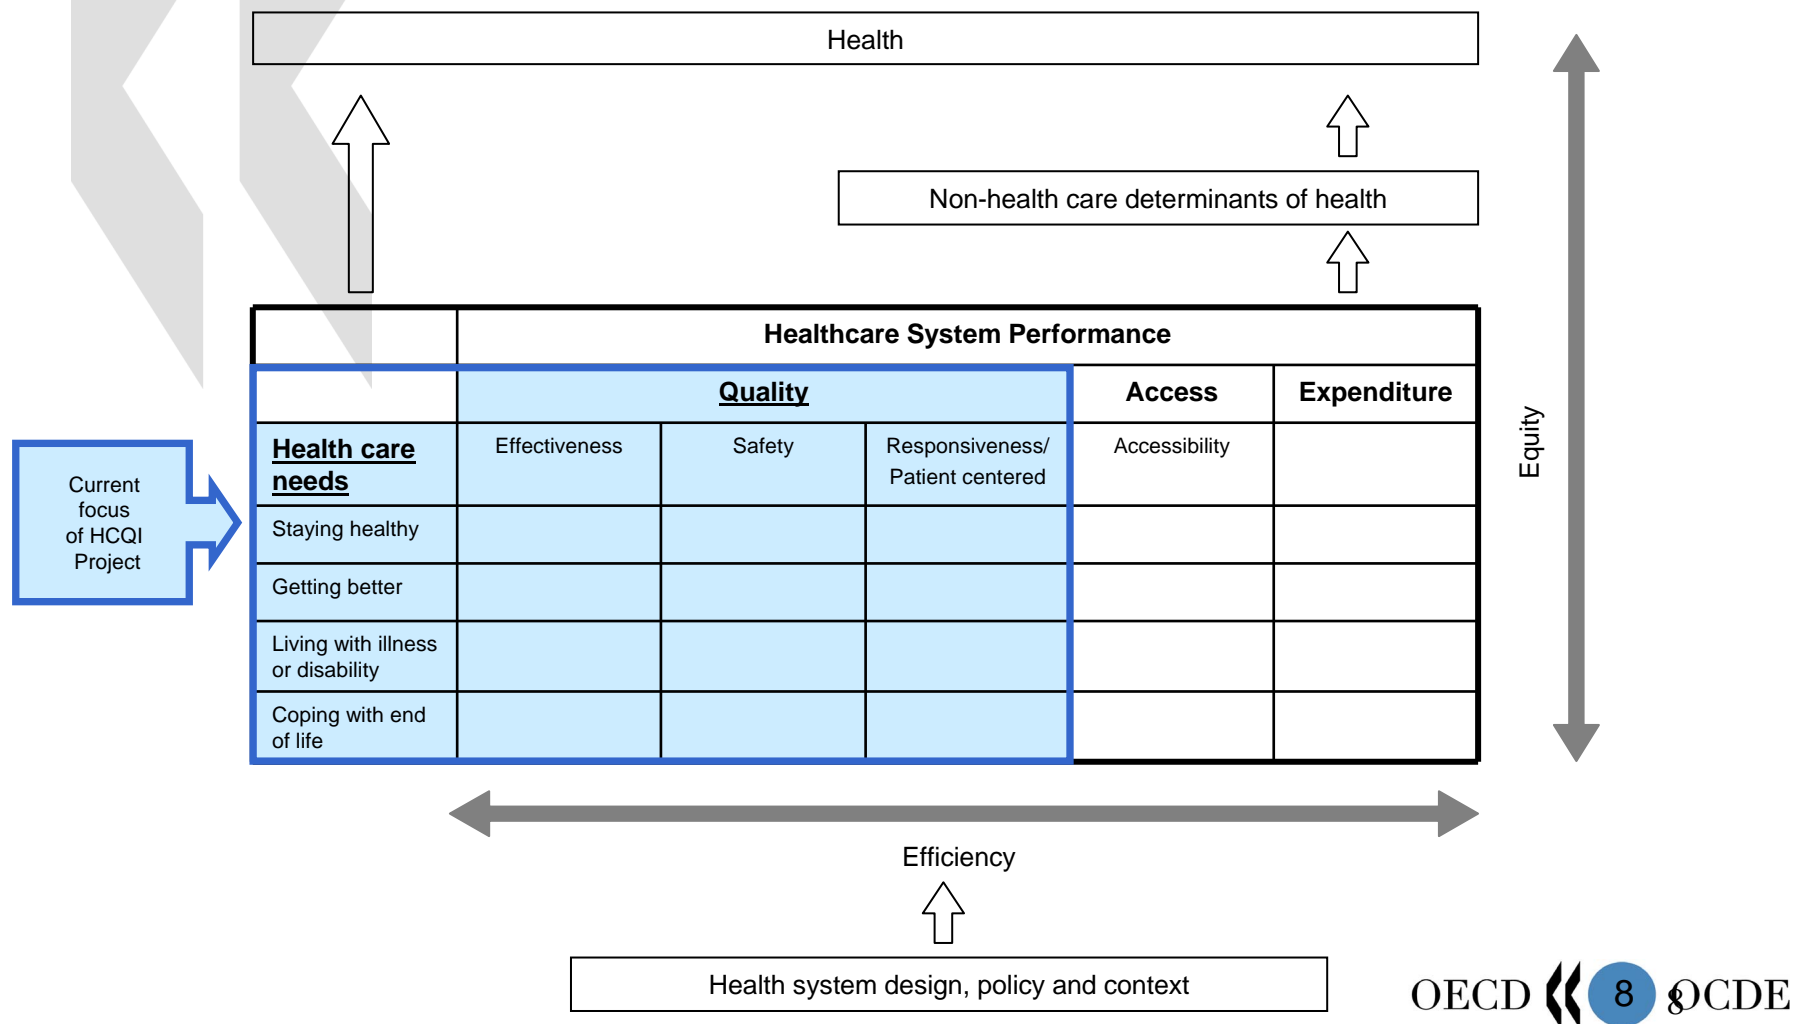 Health
Non-health care determinants of health
Healthcare System Performance
Quality
Access
Expenditure
Health care
needs
Effectiveness
Safety
Responsiveness/
Patient centered
Accessibility
Staying healthy
Getting better
Living with illness
or disability
Coping with end
of life
Current
focus
of HCQI
Project
Equity
Efficiency
Health system design, policy and context
OECD 8 8 OCDE